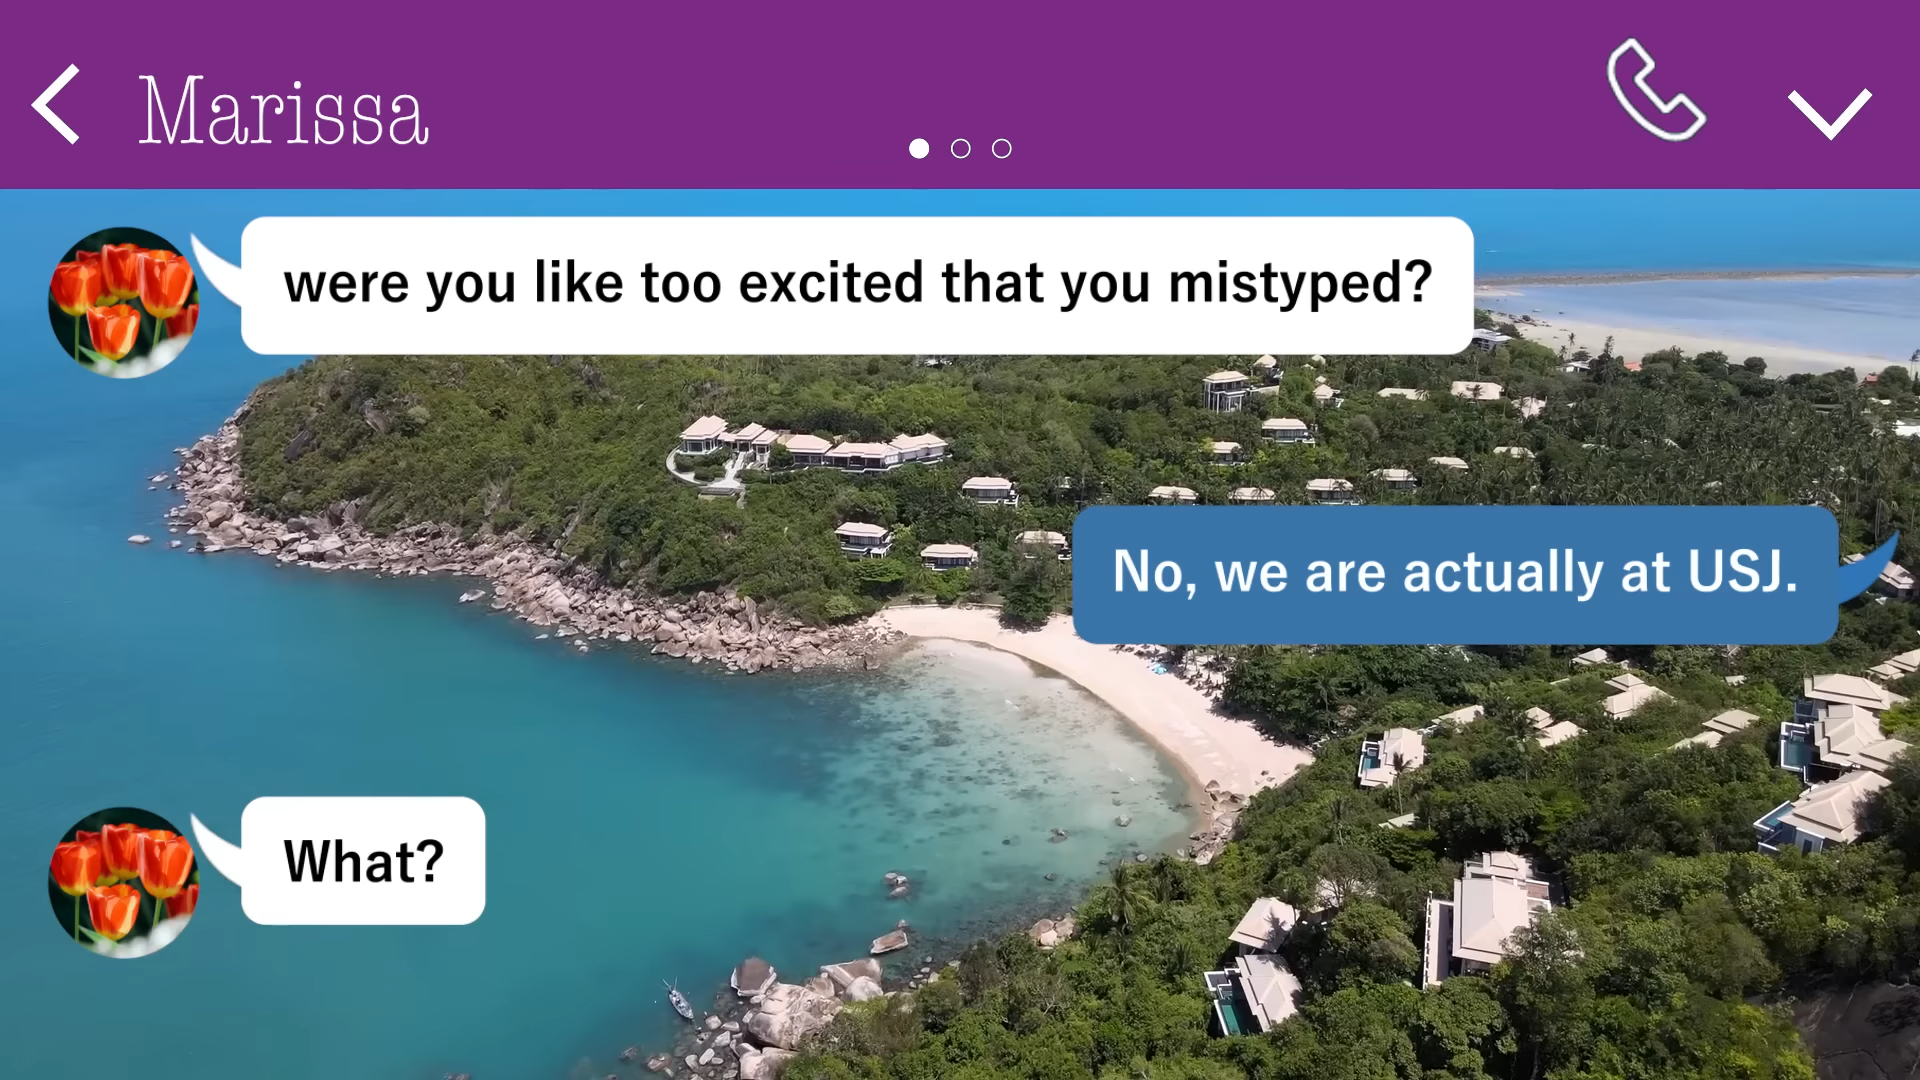 Marissa
were you like too excited that you mistyped?
No, we are actually at USJ.
What?